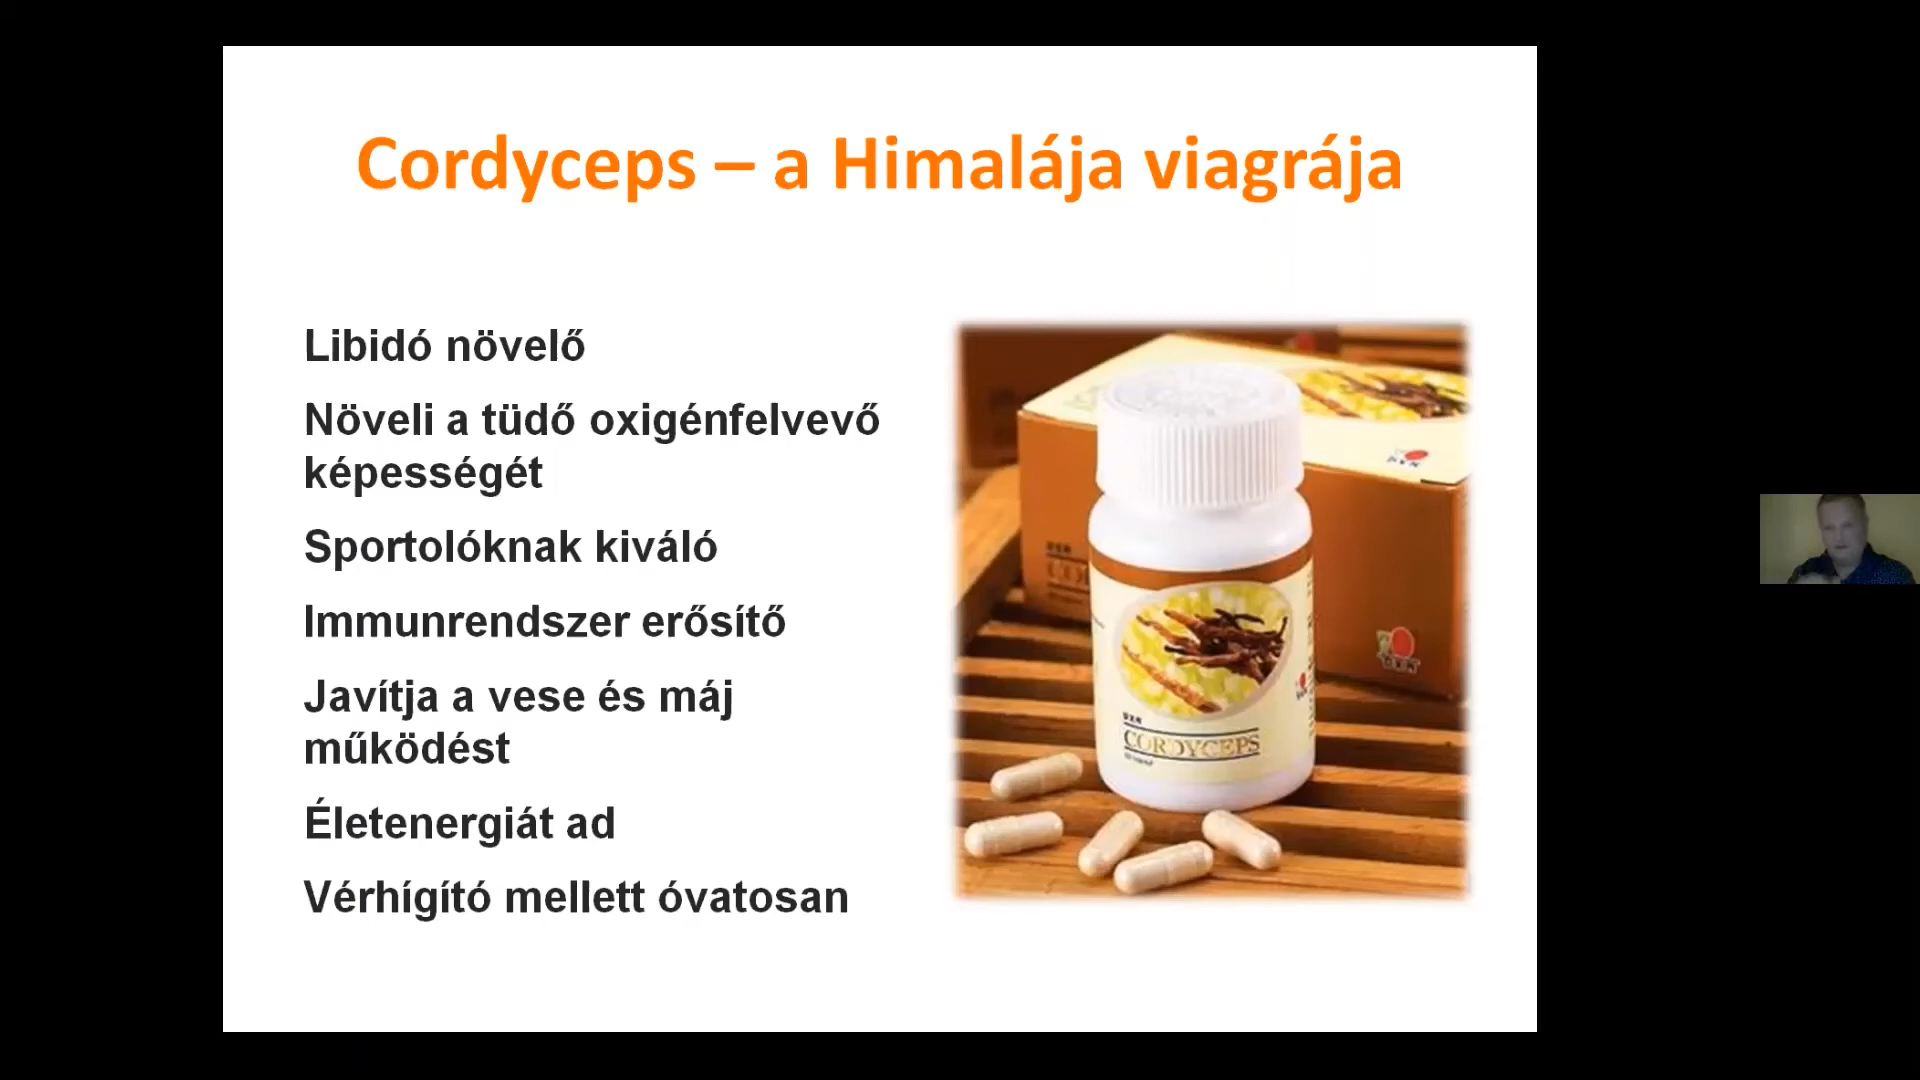 Cordyceps – a Himalája viagrája
Libidó növelő
Növeli a tüdő oxigénfelvevő
képességét
Sportolóknak kiváló
Immunrendszer erősítő
Javítja a vese és máj
működést
Életenergiát ad
Vérhígító mellett óvatosan
DXN
CORDYCEPS